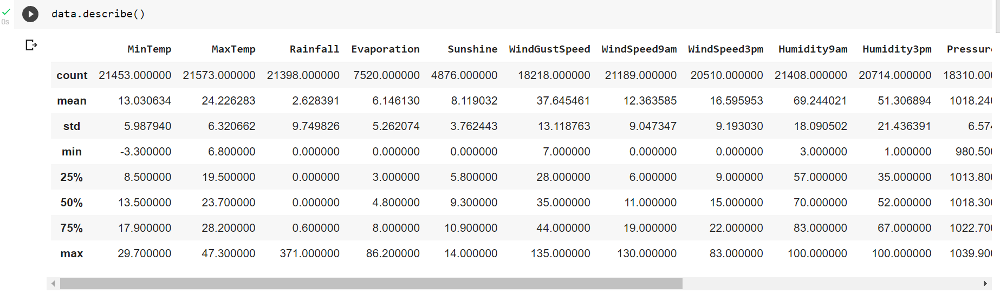 data.describe()
0s
MinTemp MaxTemp Rainfall Evaporation Sunshine WindGustSpeed WindSpeed9am WindSpeed3pm Humidity9am Humidity3pm Pressure
count 21453.000000 21573.000000 21398.000000 7520.000000 4876.000000 18218.000000 21189.000000 20510.000000 21408.000000 20714.000000 18310.000
mean 13.030634 24.226283 2.628391 6.146130 8.119032 37.645461 12.363585 16.595953 69.244021 51.306894 1018.240
std 5.987940 6.320662 9.749826 5.262074 3.762443 13.118763 9.047347 9.193030 18.090502 21.436391 6.574
min -3.300000 6.800000 0.000000 0.000000 0.000000 7.000000 0.000000 0.000000 3.000000 1.000000 980.500
25% 8.500000 19.500000 0.000000 3.000000 5.800000 28.000000 6.000000 9.000000 57.000000 35.000000 1013.800
50% 13.500000 23.700000 0.000000 4.800000 9.300000 35.000000 11.000000 15.000000 70.000000 52.000000 1018.300
75% 17.900000 28.200000 0.600000 8.000000 10.900000 44.000000 19.000000 22.000000 83.000000 67.000000 1022.700
max 29.700000 47.300000 371.000000 86.200000 14.000000 135.000000 130.000000 83.000000 100.000000 100.000000 1039.900